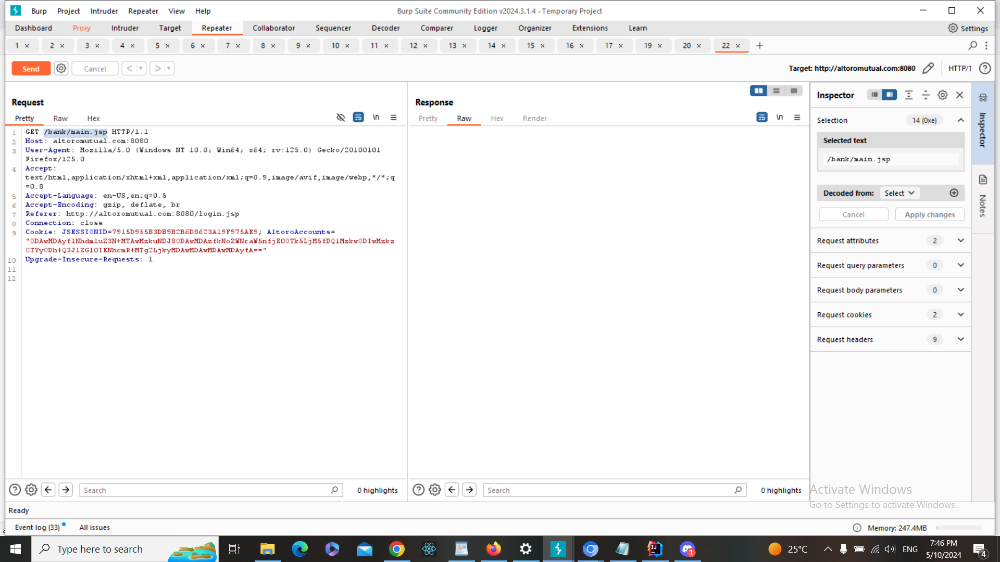 Burp Project Intruder Repeater View Help
Burp Suite Community Edition v2024.3.1.4 - Temporary Project
Dashboard Proxy Intruder Target Repeater Collaborator Sequencer Decoder Comparer Logger Organizer Extensions Learn
Settings
1 × 2 × 3 × 4 × 5 × 6 × 7 × 8 × 9 × 10 × 11 × 12 × 13 × 14 × 15 × 16 × 17 × 19 × 20 × 22 × +
Send Cancel < >
Target: http://altoromutual.com:8080
HTTP/1
Request
Pretty Raw Hex
\n
1 GET /bank/main.jsp HTTP/1.1
2 Host: altoromutual.com:8080
3 User-Agent: Mozilla/5.0 (Windows NT 10.0; Win64; x64; rv:125.0) Gecko/20100101
Firefox/125.0
4 Accept:
text/html,application/xhtml+xml,application/xml;q=0.9,image/avif,image/webp,*/*;q
=0.8
5 Accept-Language: en-US,en;q=0.5
6 Accept-Encoding: gzip, deflate, br
7 Referer: http://altoromutual.com:8080/login.jsp
8 Connection: close
9 Cookie: JSESSIONID=7915D955B3DB9B2B6D8623A19F975AE9; AltoroAccounts=
"ODAwMDAyflNhdmluZ3N+MTAwMzkuNDJ8ODAwMDAzfkNoZWNraW5nfjE0OTk5LjM5fDQ1MzkwODIwMzkz
OTYyODh+Q3JlZGl0IENhcmR+MTg2LjkyMDAwMDAwMDAwMDAyfA=="
10 Upgrade-Insecure-Requests: 1
11
12
Search
0 highlights
Response
Pretty Raw Hex Render
\n
Search
0 highlights
Inspector
Selection 14 (0xe)
Selected text
/bank/main.jsp
Decoded from: Select
Cancel Apply changes
Request attributes 2
Request query parameters 0
Request body parameters 0
Request cookies 2
Request headers 9
Inspector
Notes
Activate Windows
Go to Settings to activate Windows.
Ready
Event log (33) All issues
Memory: 247.4MB
Type here to search
1
25°C
ENG
7:46 PM
5/10/2024
4